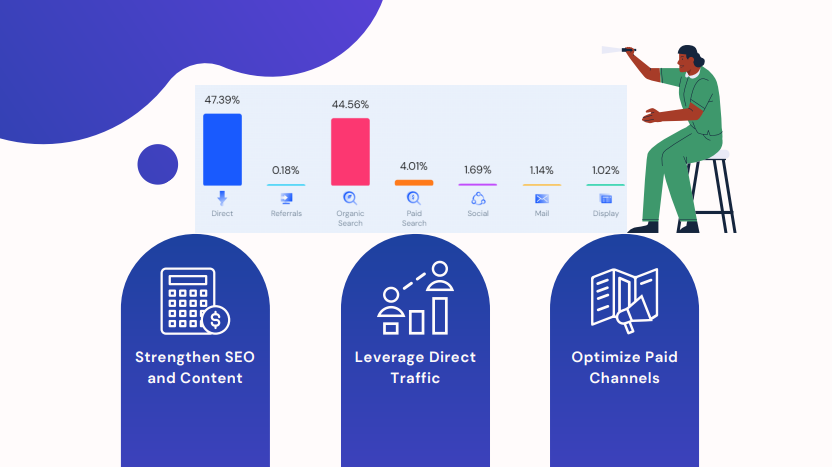 47.39%
0.18%
44.56%
4.01%
1.69%
1.14%
1.02%
Direct
Referrals
Organic
Search
Paid
Search
Social
Mail
Display
$
Strengthen SEO
and Content
Leverage Direct
Traffic
Optimize Paid
Channels